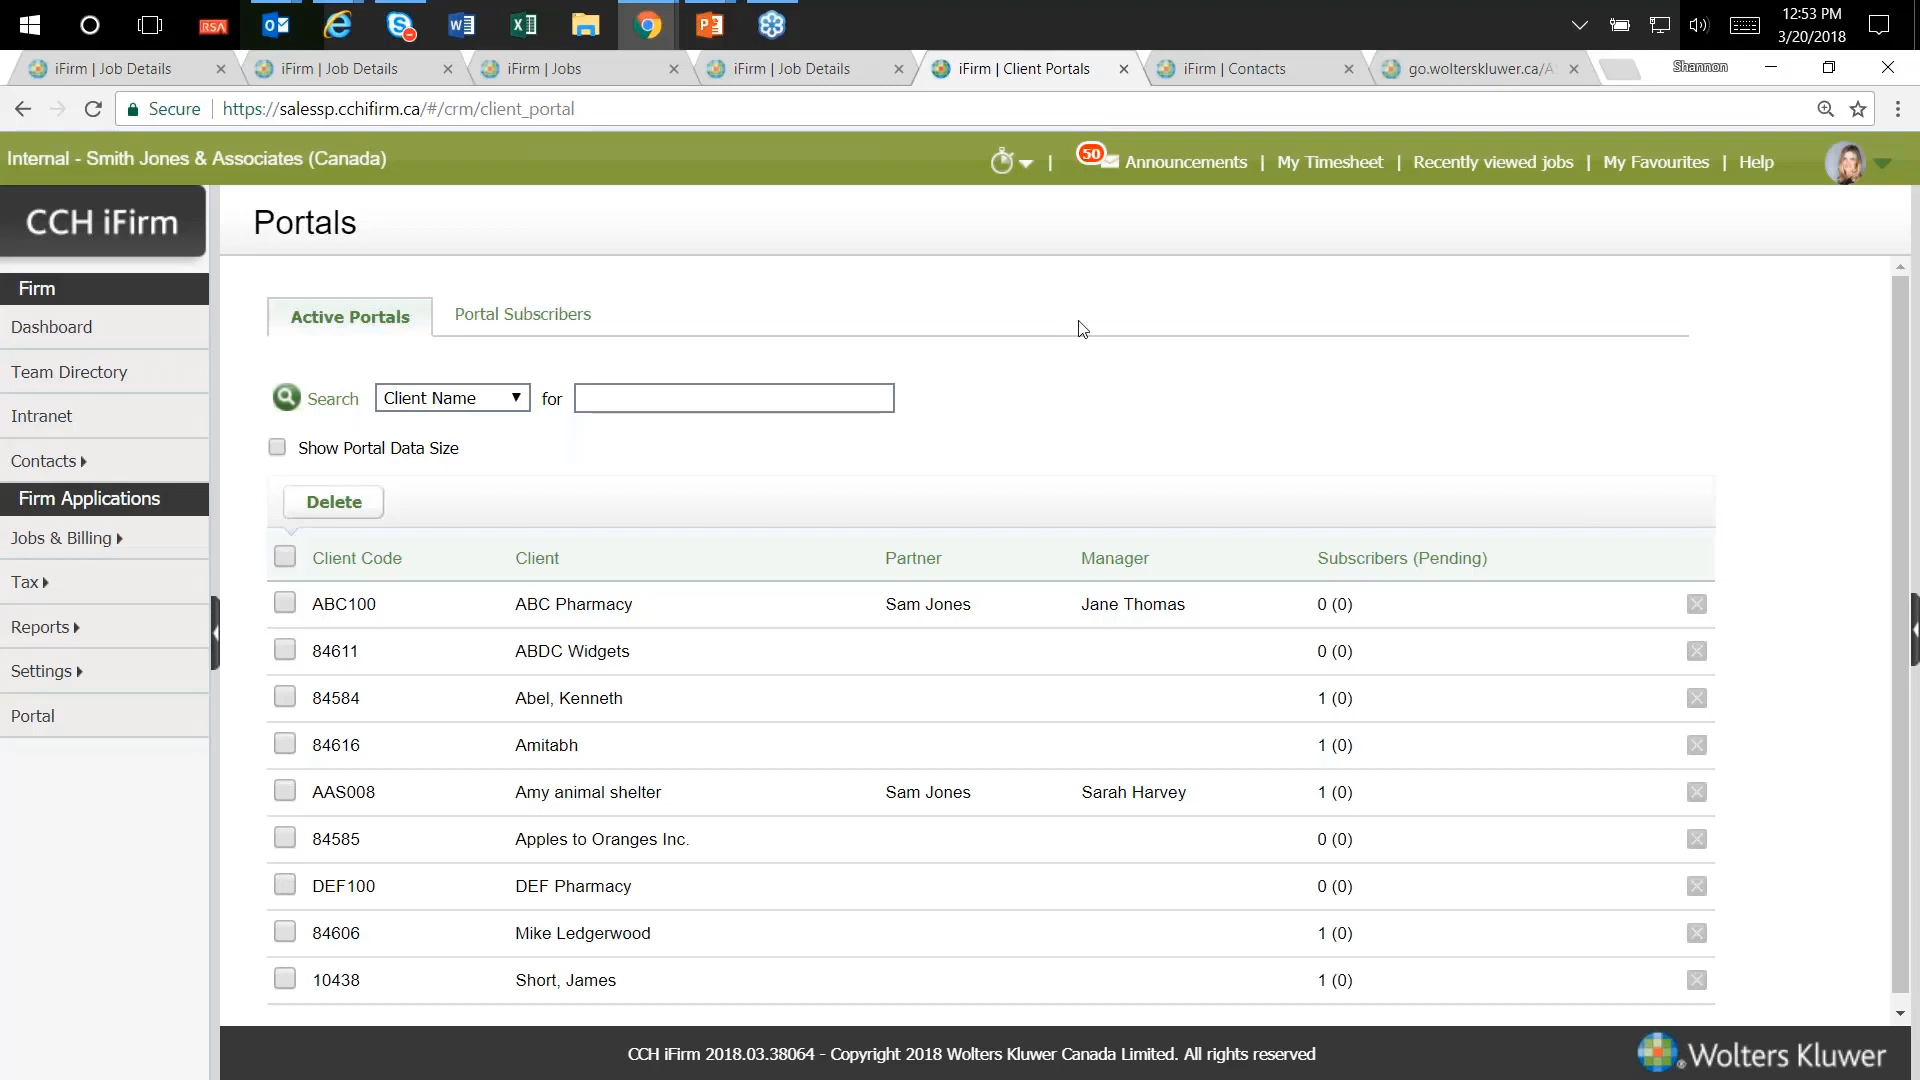 RSA
12:53 PM
3/20/2018
iFirm | Job Details
iFirm | Job Details
iFirm | Jobs
iFirm | Job Details
iFirm | Client Portals
iFirm | Contacts
go.wolterskluwer.ca/A
Shannon
Secure
https://salessp.cchifirm.ca/#/crm/client_portal
Internal - Smith Jones & Associates (Canada)
50
Announcements | My Timesheet | Recently viewed jobs | My Favourites | Help
CCH iFirm
Firm
Dashboard
Team Directory
Intranet
Contacts
Firm Applications
Jobs & Billing
Tax
Reports
Settings
Portal
Portals
Active Portals
Portal Subscribers
Search
Client Name
for
Show Portal Data Size
Delete
Client Code Client Partner Manager Subscribers (Pending)
ABC100 ABC Pharmacy Sam Jones Jane Thomas 0 (0)
84611 ABDC Widgets 0 (0)
84584 Abel, Kenneth 1 (0)
84616 Amitabh 1 (0)
AAS008 Amy animal shelter Sam Jones Sarah Harvey 1 (0)
84585 Apples to Oranges Inc. 0 (0)
DEF100 DEF Pharmacy 0 (0)
84606 Mike Ledgerwood 1 (0)
10438 Short, James 1 (0)
CCH iFirm 2018.03.38064 - Copyright 2018 Wolters Kluwer Canada Limited. All rights reserved
Wolters Kluwer